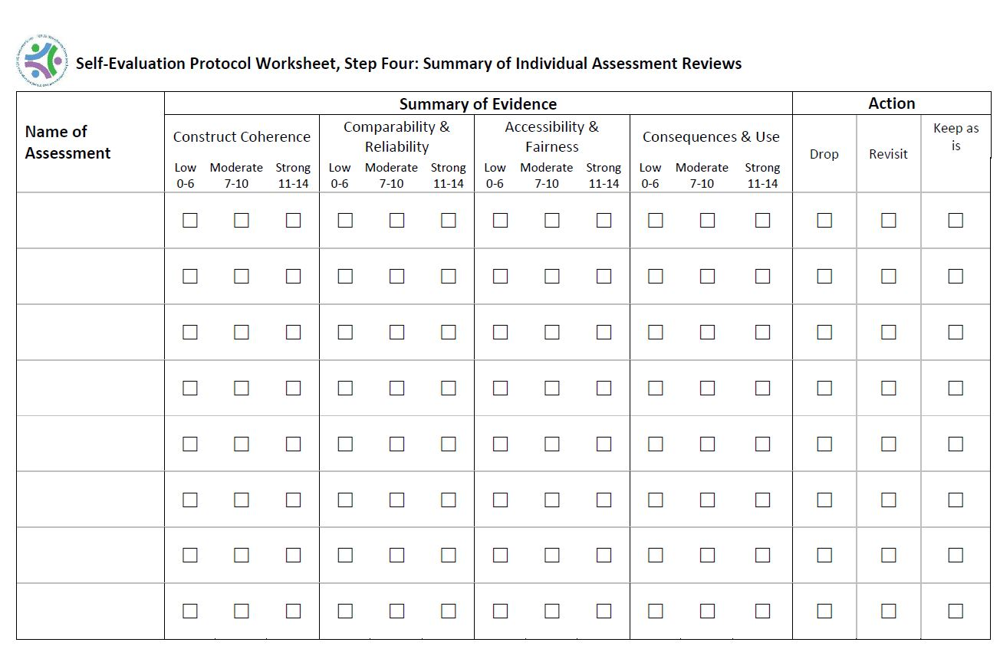 Self-Evaluation Protocol Worksheet, Step Four: Summary of Individual Assessment Reviews
Name of
Assessment
Summary of Evidence
Action
Construct Coherence
Comparability &
Reliability
Accessibility &
Fairness
Consequences & Use
Drop
Revisit
Keep as
is
Low Moderate Strong Low Moderate Strong Low Moderate Strong Low Moderate Strong
0-6 7-10 11-14 0-6 7-10 11-14 0-6 7-10 11-14 0-6 7-10 11-14